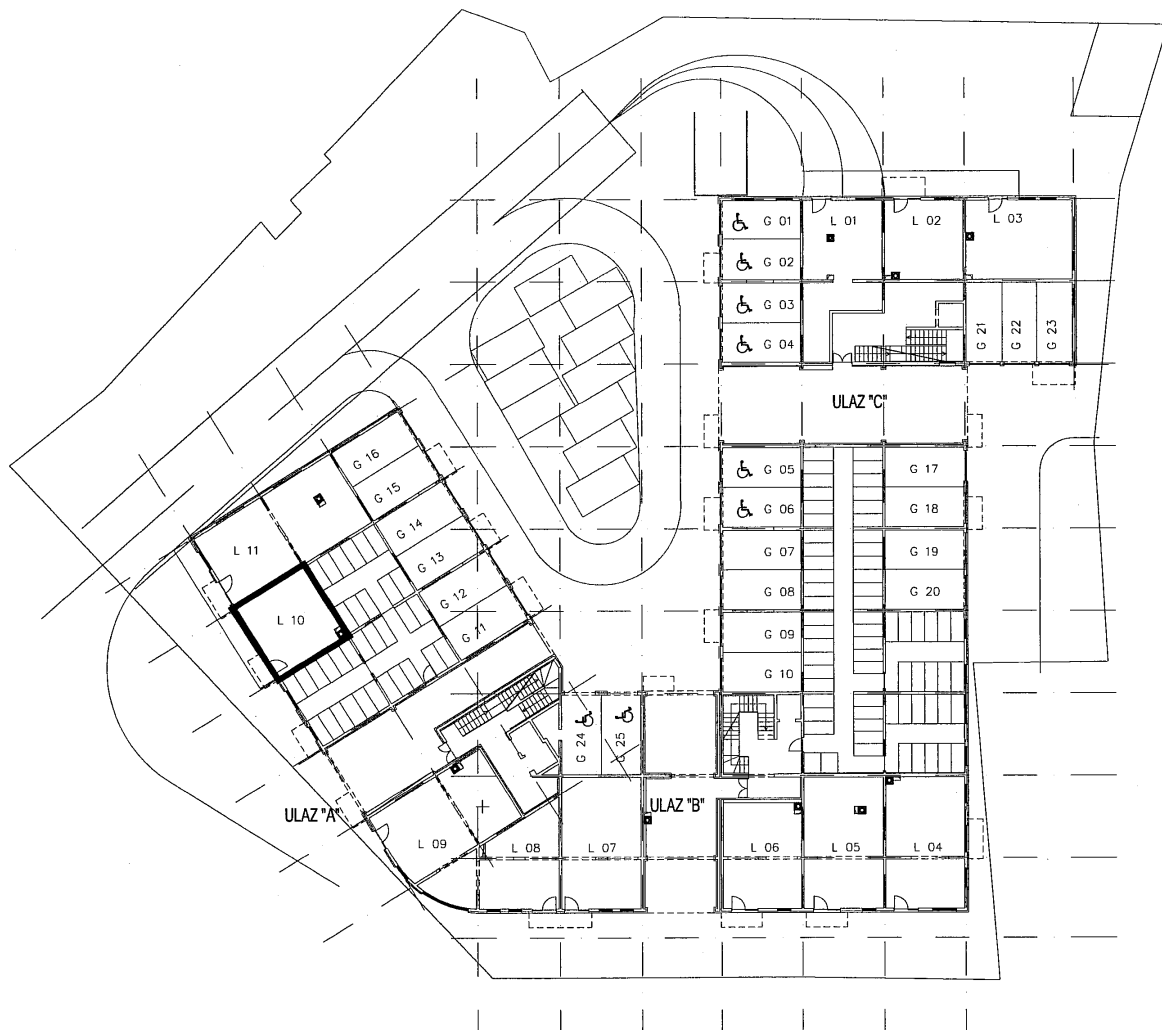 G 01
L 01
L 02
L 03
G 02
G 03
G 04
G 21
G 22
G 23
ULAZ "C"
G 16
G 15
G 14
G 13
G 12
G 11
L 11
L 10
G 05
G 06
G 07
G 08
G 09
G 10
G 17
G 18
G 19
G 20
G 24
G 25
ULAZ "A"
ULAZ "B"
L 09
L 08
L 07
L 06
L 05
L 04